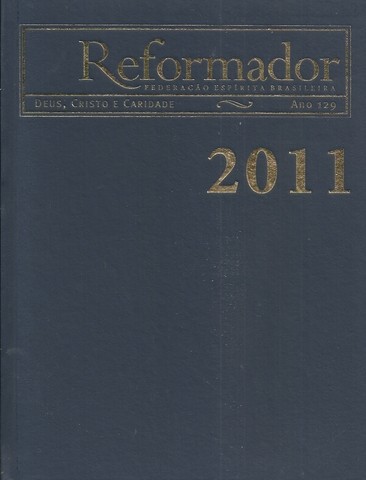 Reformador
FEDERAÇÃO ESPÍRITA BRASILEIRA
DEUS, CRISTO E CARIDADE ANO 129
2011